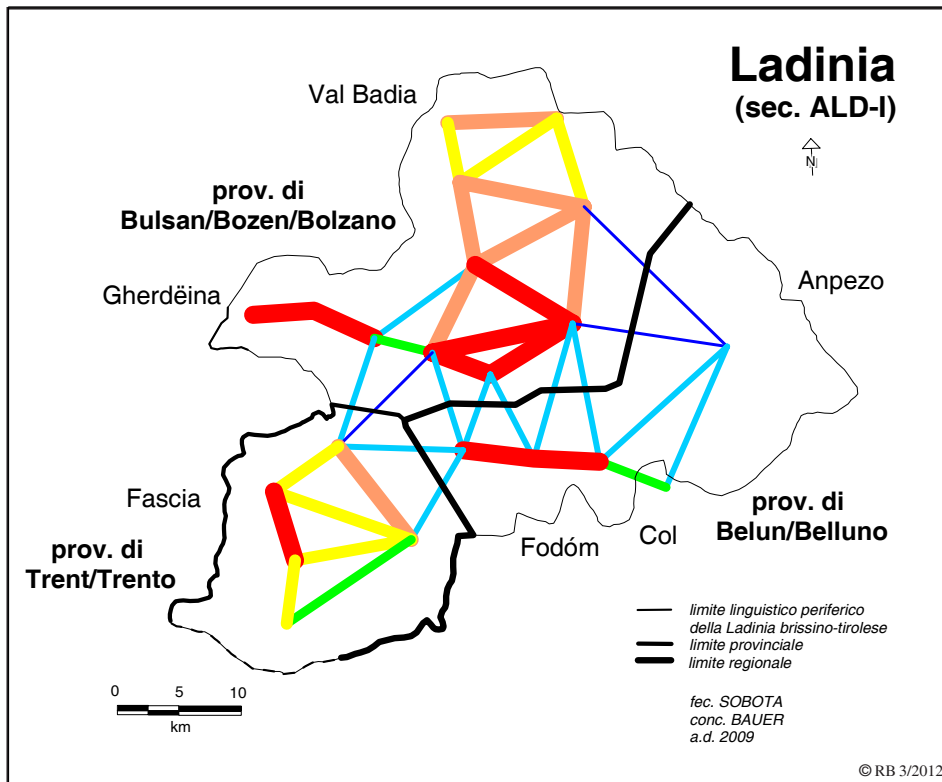 Ladinia
(sec. ALD-I)
N
Val Badia
prov. di
Bulsan/Bozen/Bolzano
Gherdëina
Anpezo
Fascia
prov. di
Trent/Trento
Fodóm
Col
prov. di
Belun/Belluno
limite linguistico periferico
della Ladinia brissino-tirolese
limite provinciale
limite regionale
0 5 10
km
fec. SOBOTA
conc. BAUER
a.d. 2009
© RB 3/2012